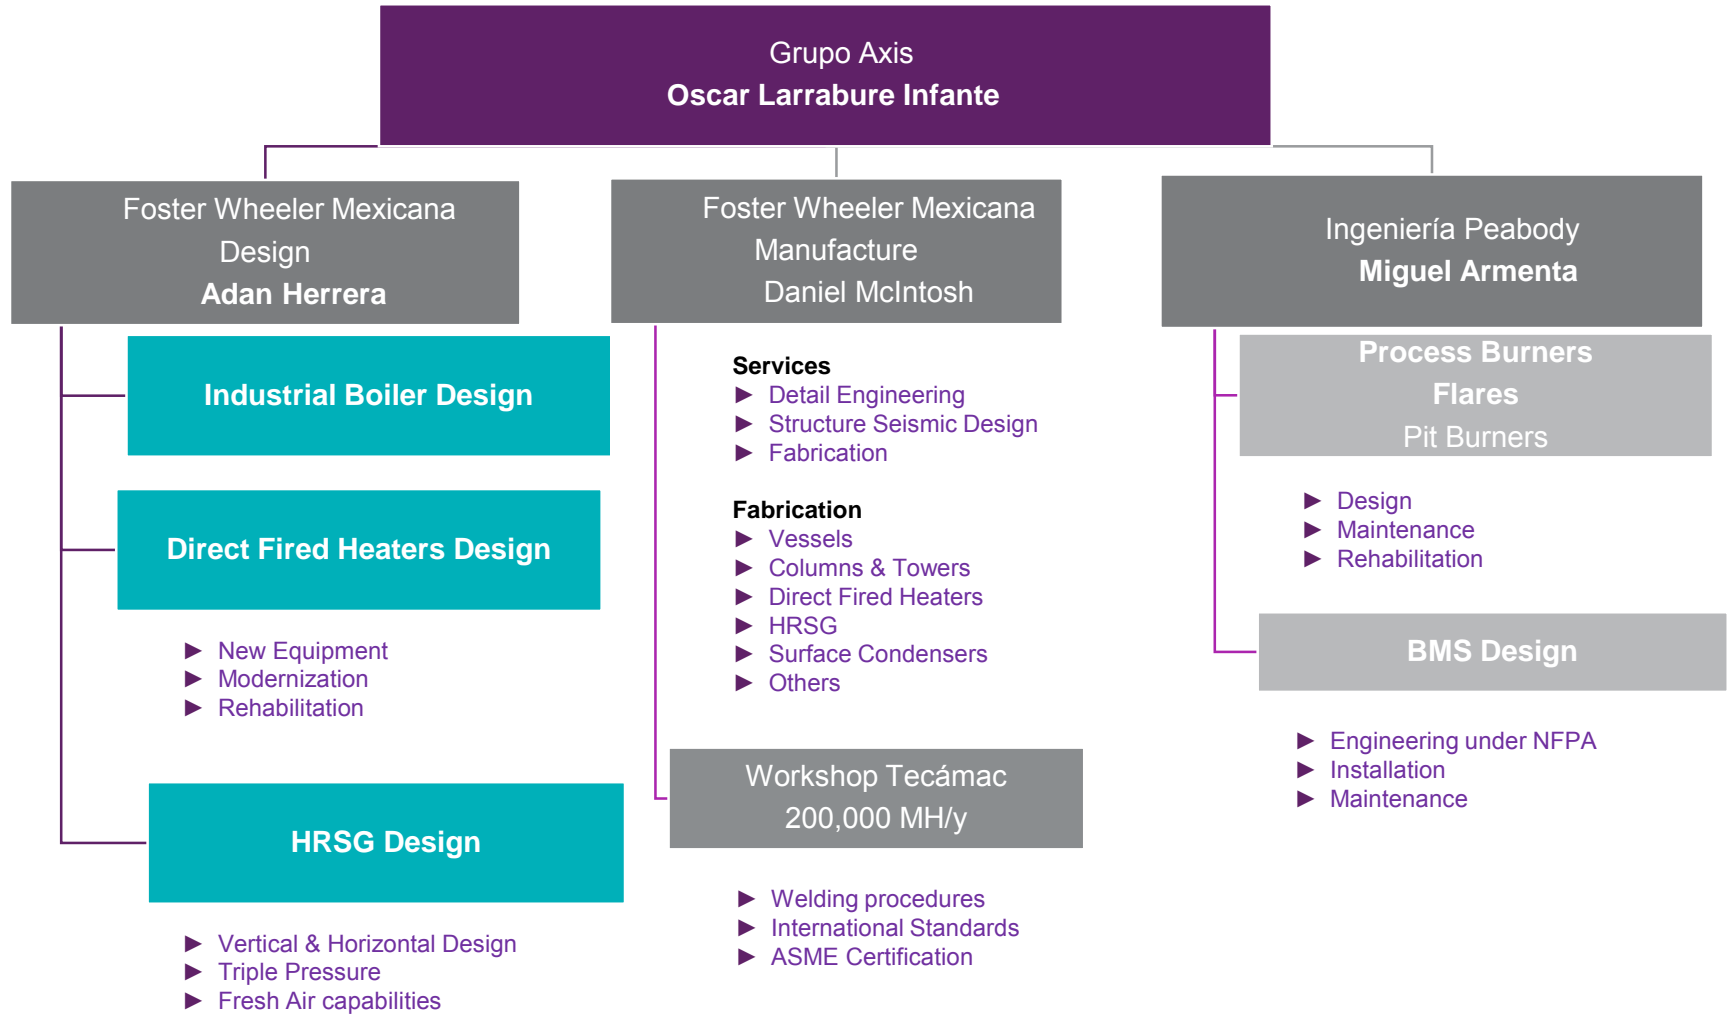 Grupo Axis
Oscar Larrabure Infante
Foster Wheeler Mexicana
Design
Adan Herrera
Industrial Boiler Design
Direct Fired Heaters Design
► New Equipment
► Modernization
► Rehabilitation
HRSG Design
► Vertical & Horizontal Design
► Triple Pressure
► Fresh Air capabilities
Foster Wheeler Mexicana
Manufacture
Daniel McIntosh
Services
► Detail Engineering
► Structure Seismic Design
► Fabrication
Fabrication
► Vessels
► Columns & Towers
► Direct Fired Heaters
► HRSG
► Surface Condensers
► Others
Workshop Tecámac
200,000 MH/y
► Welding procedures
► International Standards
► ASME Certification
Ingeniería Peabody
Miguel Armenta
Process Burners
Flares
Pit Burners
► Design
► Maintenance
► Rehabilitation
BMS Design
► Engineering under NFPA
► Installation
► Maintenance